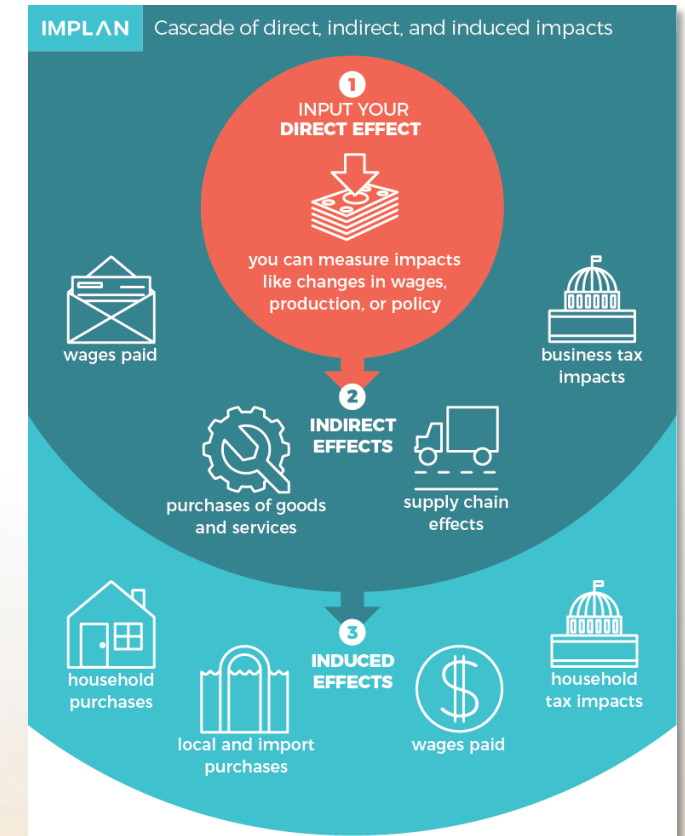 IMPLAN
Cascade of direct, indirect, and induced impacts
1
INPUT YOUR
DIRECT EFFECT
you can measure impacts
like changes in wages,
production, or policy
wages paid
business tax
impacts
2
INDIRECT
EFFECTS
purchases of goods
and services
supply chain
effects
3
INDUCED
EFFECTS
household
purchases
local and import
purchases
wages paid
household
tax impacts